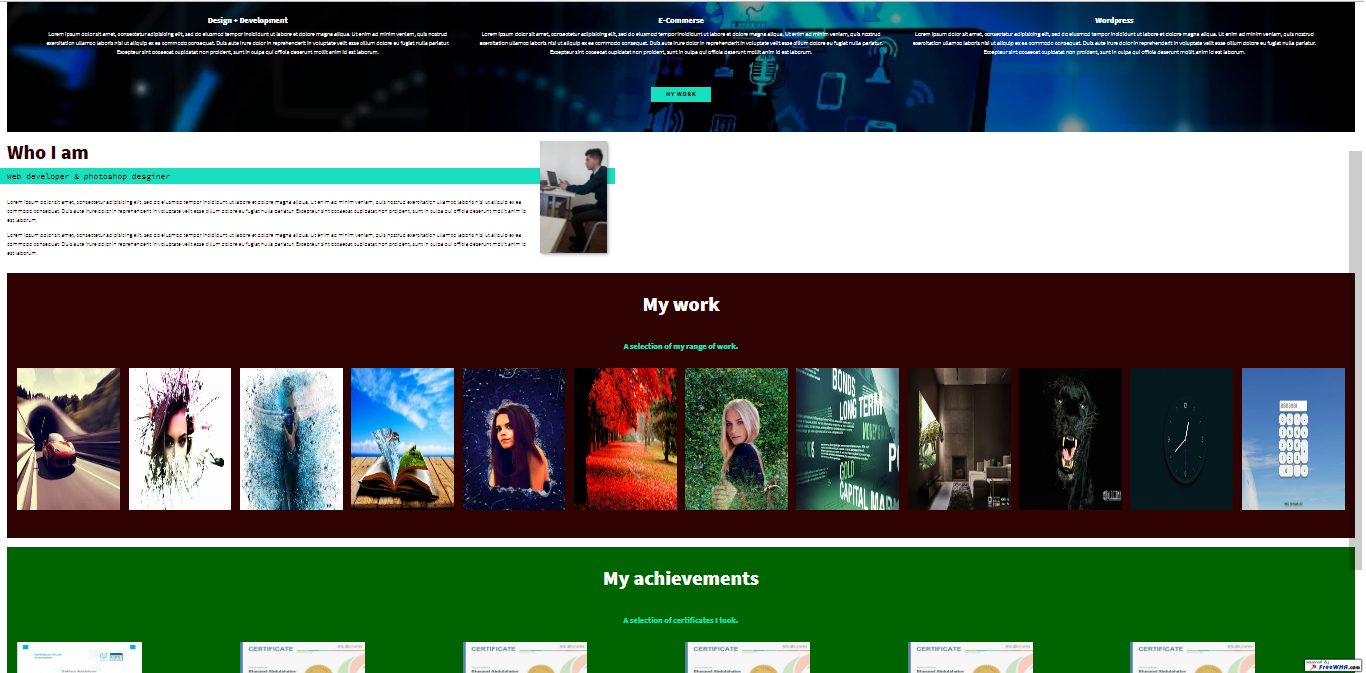 Design + Development
Lorem ipsum dolor sit amet, consectetur adipisicing elit, sed do eiusmod tempor incididunt ut labore et dolore magna aliqua. Ut enim ad minim veniam, quis nostrud
exercitation ullamco laboris nisi ut aliquip ex ea commodo consequat. Duis aute irure dolor in reprehenderit in voluptate velit esse cillum dolore eu fugiat nulla pariatur.
Excepteur sint occaecat cupidatat non proident, sunt in culpa qui officia deserunt mollit anim id est laborum.
E-Commerse
Lorem ipsum dolor sit amet, consectetur adipisicing elit, sed do eiusmod tempor incididunt ut labore et dolore magna aliqua. Ut enim ad minim veniam, quis nostrud
exercitation ullamco laboris nisi ut aliquip ex ea commodo consequat. Duis aute irure dolor in reprehenderit in voluptate velit esse cillum dolore eu fugiat nulla pariatur.
Excepteur sint occaecat cupidatat non proident, sunt in culpa qui officia deserunt mollit anim id est laborum.
Wordpress
Lorem ipsum dolor sit amet, consectetur adipisicing elit, sed do eiusmod tempor incididunt ut labore et dolore magna aliqua. Ut enim ad minim veniam, quis nostrud
exercitation ullamco laboris nisi ut aliquip ex ea commodo consequat. Duis aute irure dolor in reprehenderit in voluptate velit esse cillum dolore eu fugiat nulla pariatur.
Excepteur sint occaecat cupidatat non proident, sunt in culpa qui officia deserunt mollit anim id est laborum.
MY WORK
Who I am
Web developer & photoshop desginer
Lorem ipsum dolor sit amet, consectetur adipisicing elit, sed do eiusmod tempor incididunt ut labore et dolore magna aliqua. Ut enim ad minim veniam, quis nostrud exercitation ullamco laboris nisi ut aliquip ex ea
commodo consequat. Duis aute irure dolor in reprehenderit in voluptate velit esse cillum dolore eu fugiat nulla pariatur. Excepteur sint occaecat cupidatat non proident, sunt in culpa qui officia deserunt mollit anim id
est laborum.
Lorem ipsum dolor sit amet, consectetur adipisicing elit, sed do eiusmod tempor incididunt ut labore et dolore magna aliqua. Ut enim ad minim veniam, quis nostrud exercitation ullamco laboris nisi ut aliquip ex ea
commodo consequat. Duis aute irure dolor in reprehenderit in voluptate velit esse cillum dolore eu fugiat nulla pariatur. Excepteur sint occaecat cupidatat non proident, sunt in culpa qui officia deserunt mollit anim id
est laborum.
My work
A selection of my range of work.
BONDS
LONG TERM
MONEY
GOLD
CAPITAL MAR
My achievements
A selection of certificates I took.
CERTIFICATE
CERTIFICATE
CERTIFICATE
CERTIFICATE
CERTIFICATE
powered by
FreeWHA.com